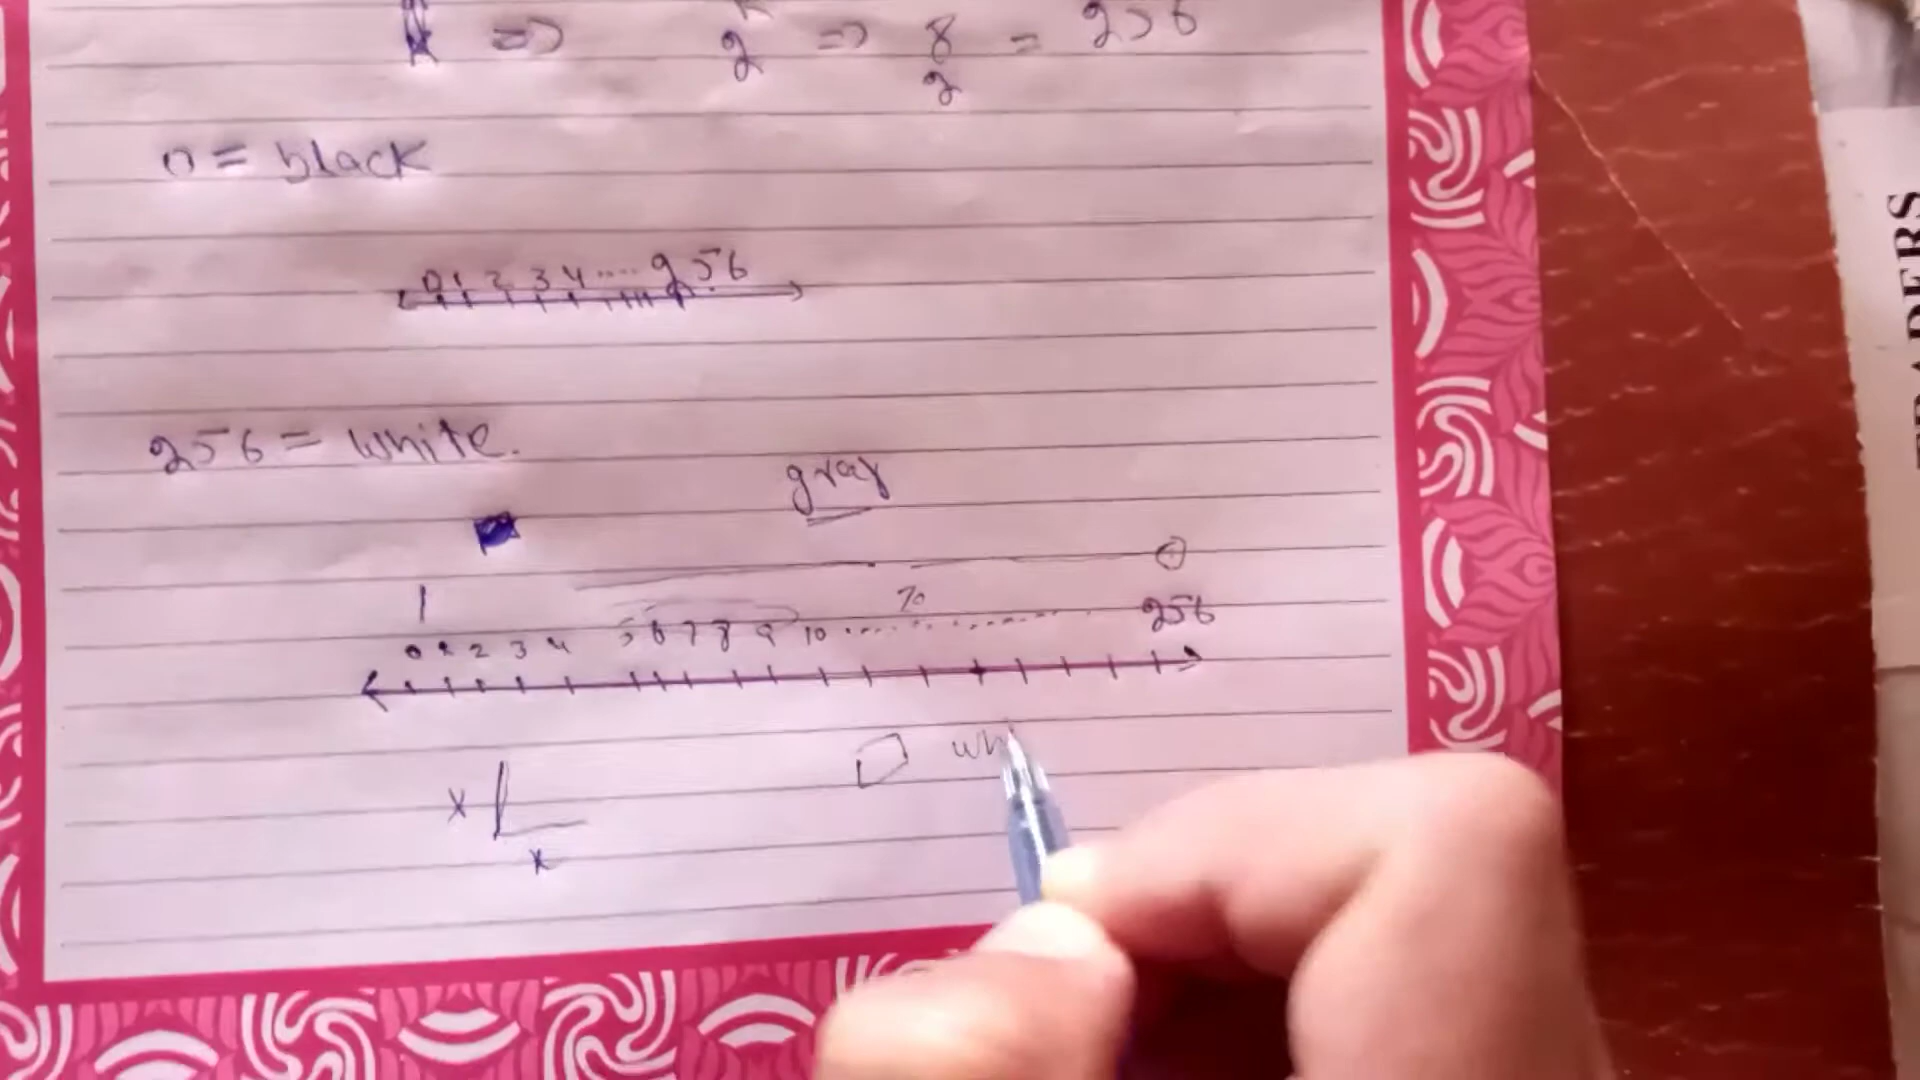 k => 2^k => 2^8 = 256
0 = black
0 1 2 3 4 .... 256
256 = white.
gray
70
0 1 2 3 4 5 6 7 8 9 10 ........ 256
wh
x
x
TRADERS